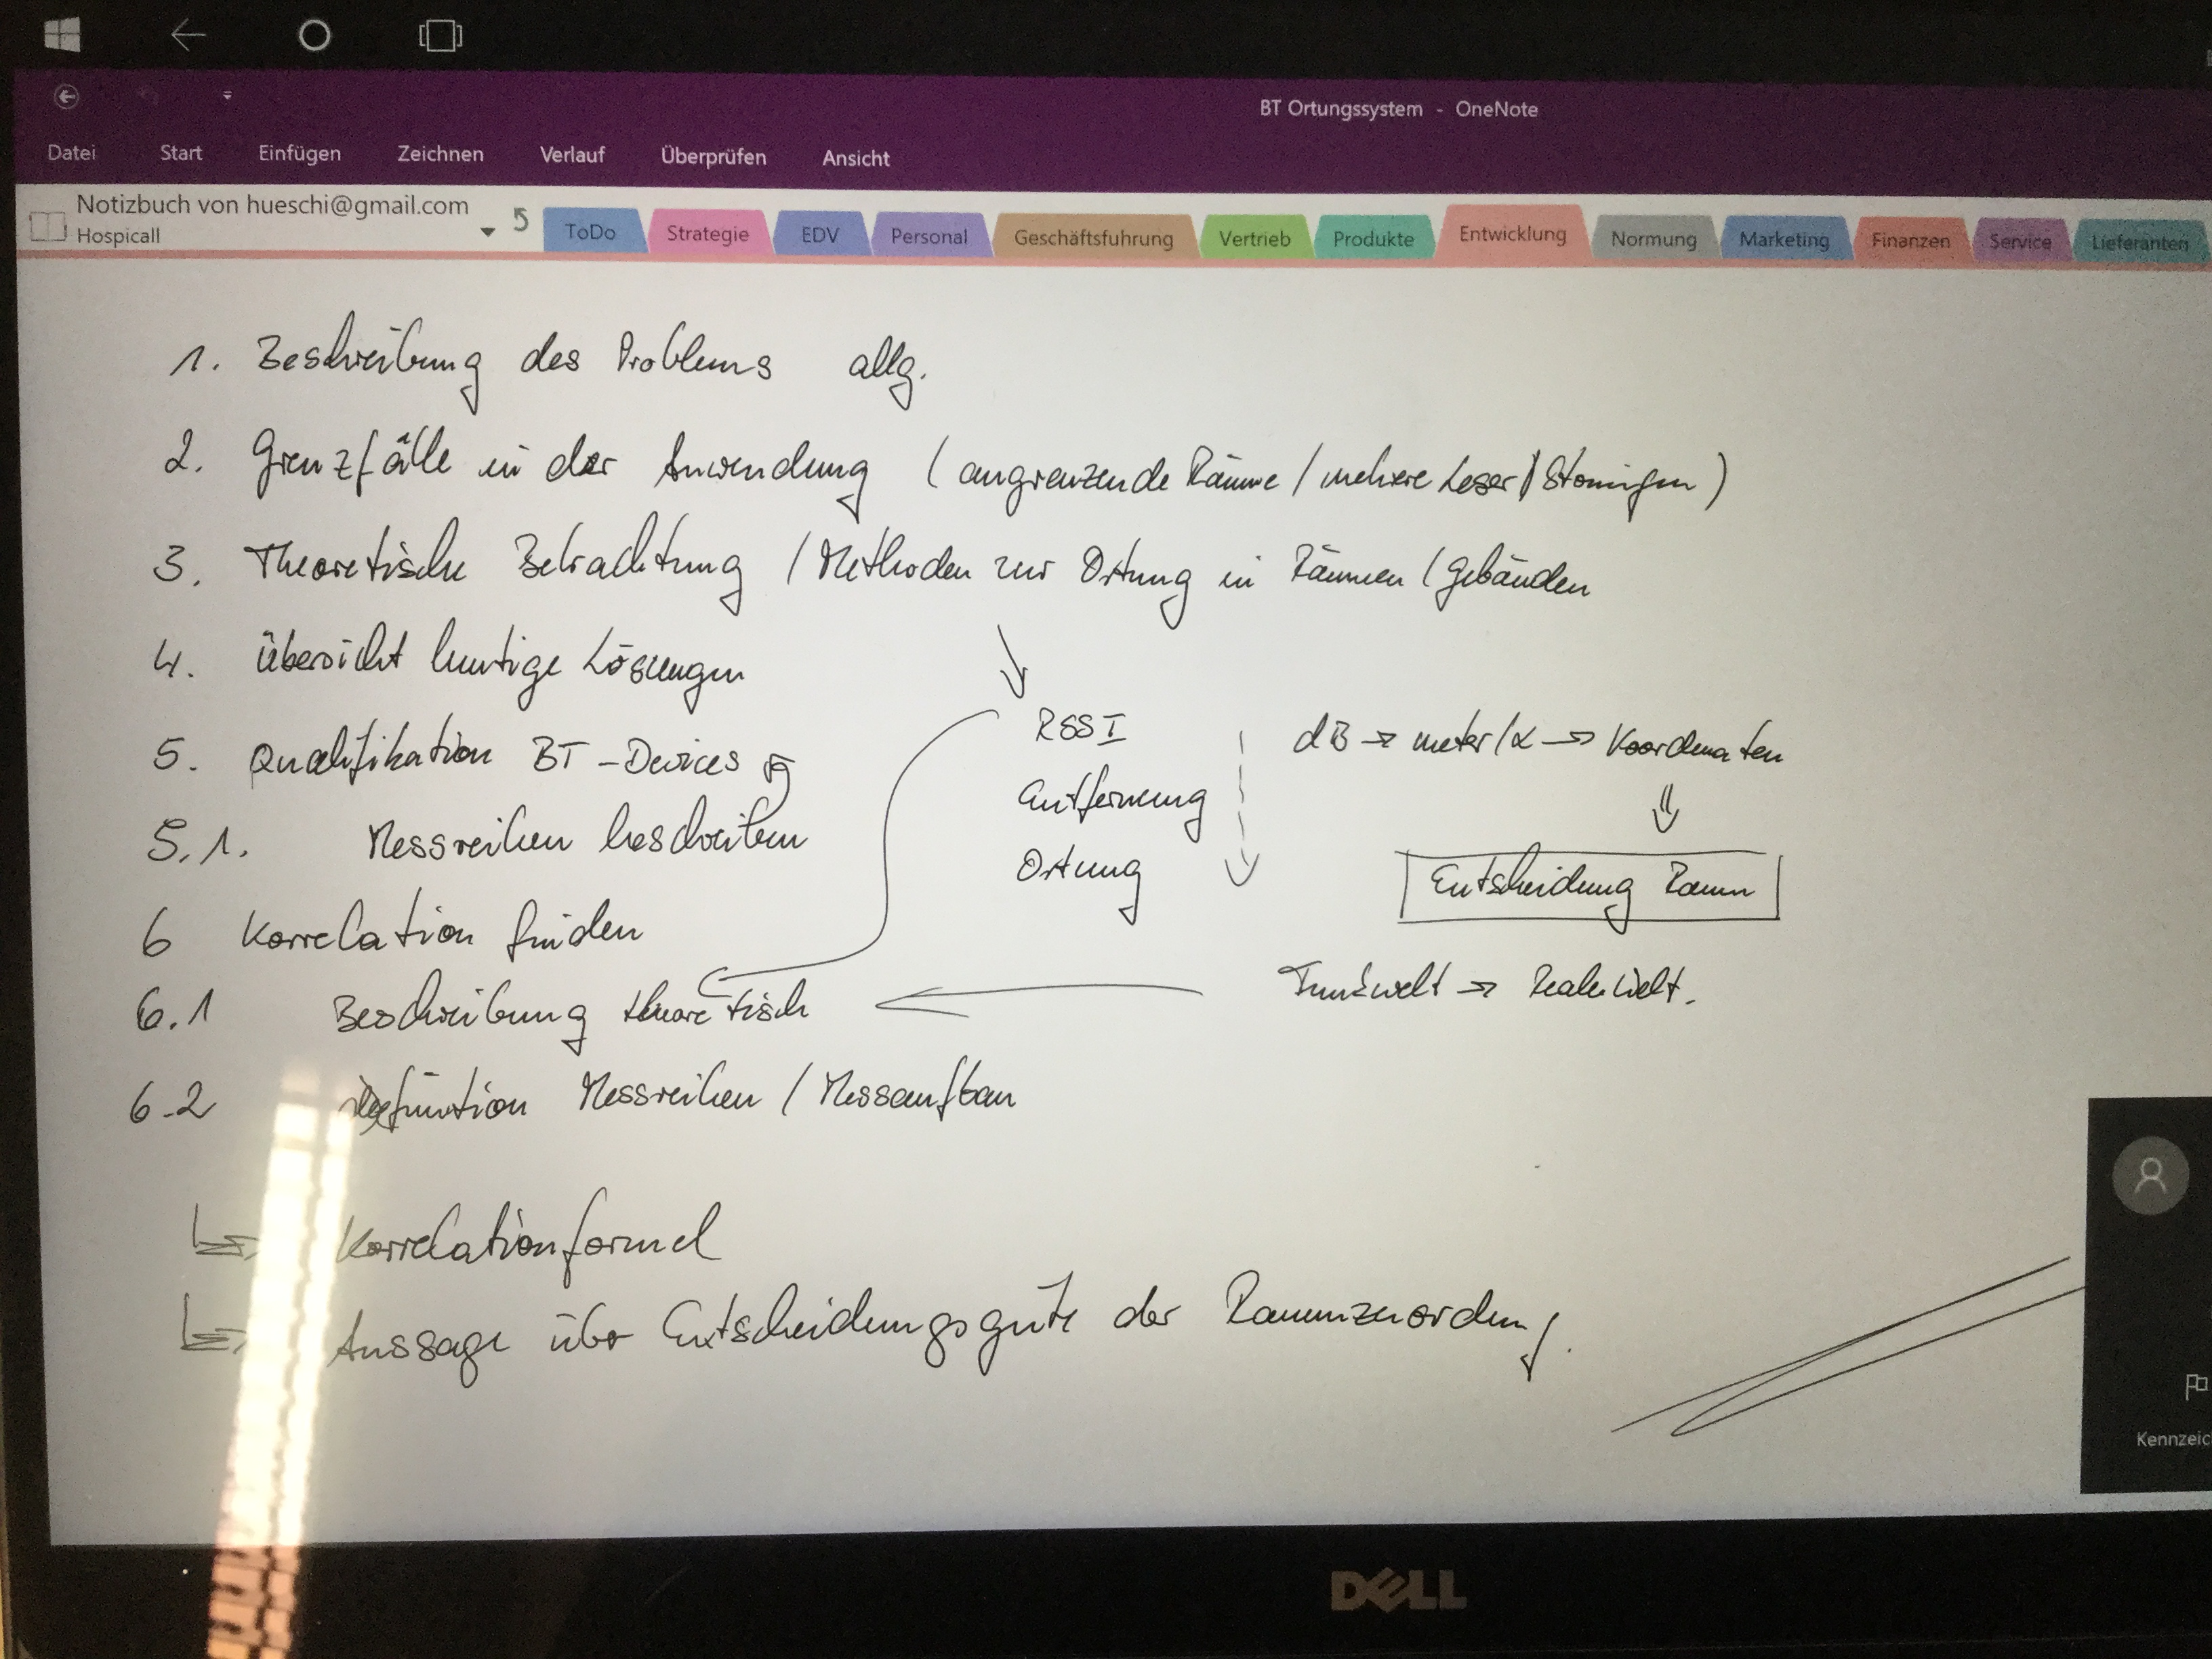 BT Ortungssystem - OneNote
Datei Start Einfügen Zeichnen Verlauf Überprüfen Ansicht
Notizbuch von hueschi@gmail.com
Hospicall
ToDo Strategie EDV Personal Geschäftsfuhrung Vertrieb Produkte Entwicklung Normung Marketing Finanzen Service Lieferanten
1. Beschreibung des Problems allg.
2. Grenzfälle in der Anwendung (angrenzende Räume / mehrere Leser / Störungen)
3. Theoretische Betrachtung / Methoden zur Ortung in Räumen / Gebäuden
4. Übersicht heutige Lösungen
5. Qualifikation BT-Devices
RSSI
dB → meter/α → Koordinaten
Entfernung
5.1. Messreihen beschreiben
Ortung
Entscheidung Raum
6 Korrelation finden
6.1 Beschreibung theoretisch
Funkwelt → Reale Welt.
6.2 Definition Messreihen / Messaufbau
Korrelationformel
Aussage über Entscheidungsgüte der Raumzuordnung.
Kennzeic
DELL